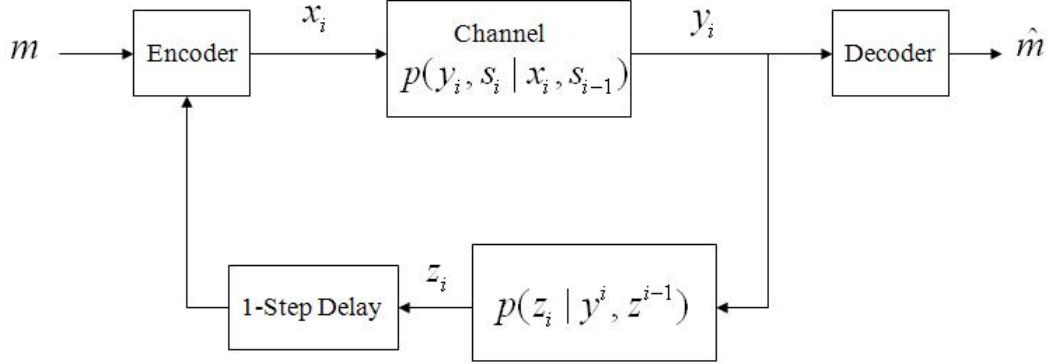 m
Encoder
x_i
Channel
p(y_i, s_i | x_i, s_{i-1})
y_i
Decoder
m̂
1-Step Delay
z_i
p(z_i | y^i, z^{i-1})